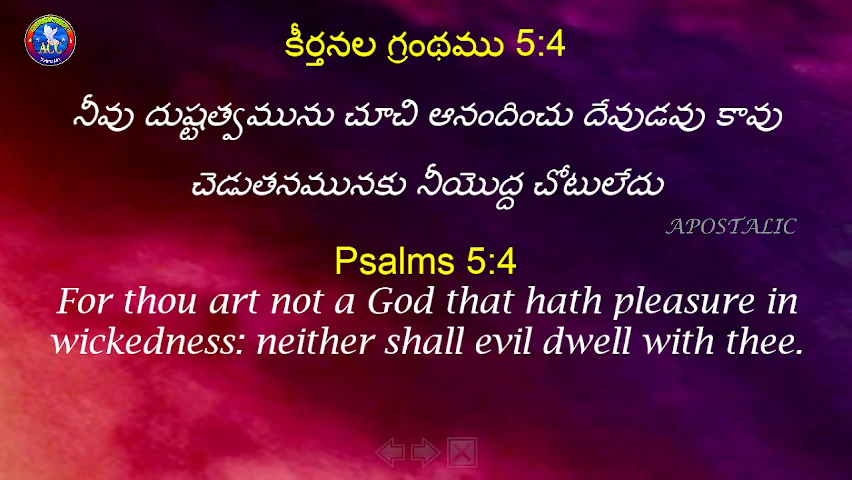 ACC
కీర్తనల గ్రంథము 5:4
నీవు దుష్టత్వమును చూచి ఆనందించు దేవుడవు కావు
చెడుతనమునకు నీయొద్ద చోటులేదు
APOSTALIC
Psalms 5:4
For thou art not a God that hath pleasure in
wickedness: neither shall evil dwell with thee.